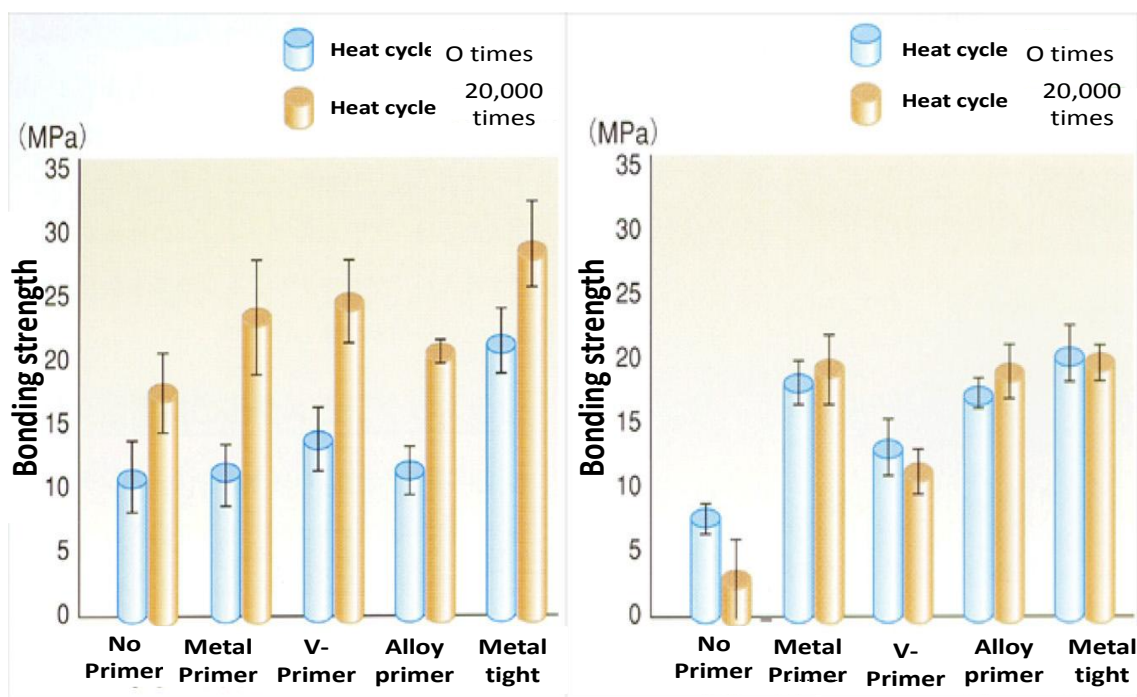 Heat cycle O times
Heat cycle 20,000 times
(MPa)
35
30
25
20
15
10
5
0
Bonding strength
No Primer
Metal Primer
V-Primer
Alloy primer
Metal tight
Heat cycle O times
Heat cycle 20,000 times
(MPa)
35
30
25
20
15
10
5
0
Bonding strength
No Primer
Metal Primer
V-Primer
Alloy primer
Metal tight